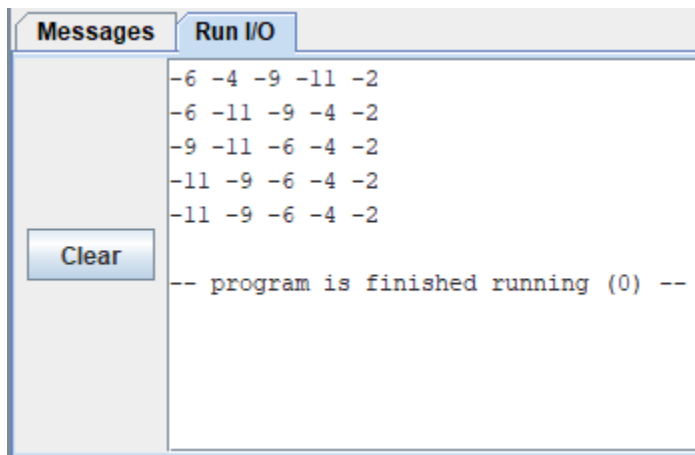 Messages Run I/O
-6 -4 -9 -11 -2
-6 -11 -9 -4 -2
-9 -11 -6 -4 -2
-11 -9 -6 -4 -2
-11 -9 -6 -4 -2
Clear
-- program is finished running (0) --